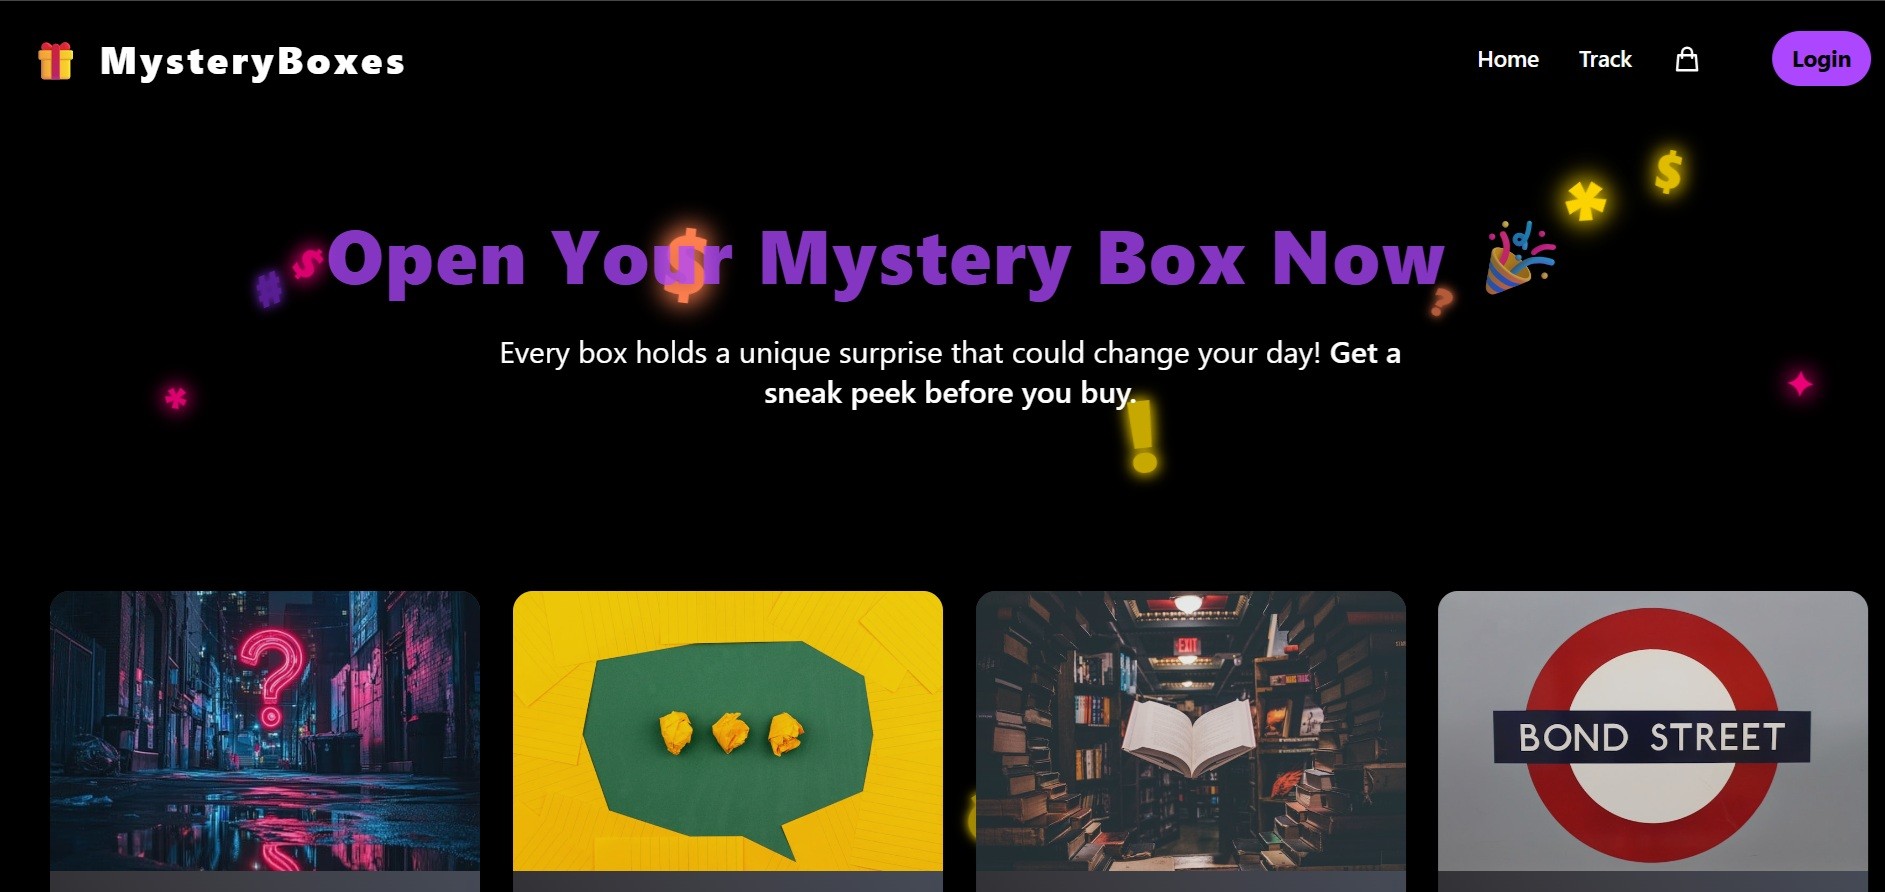 MysteryBoxes
Home
Track
Login
Open Your Mystery Box Now
Every box holds a unique surprise that could change your day! Get a
sneak peek before you buy.
EXIT
BOND STREET